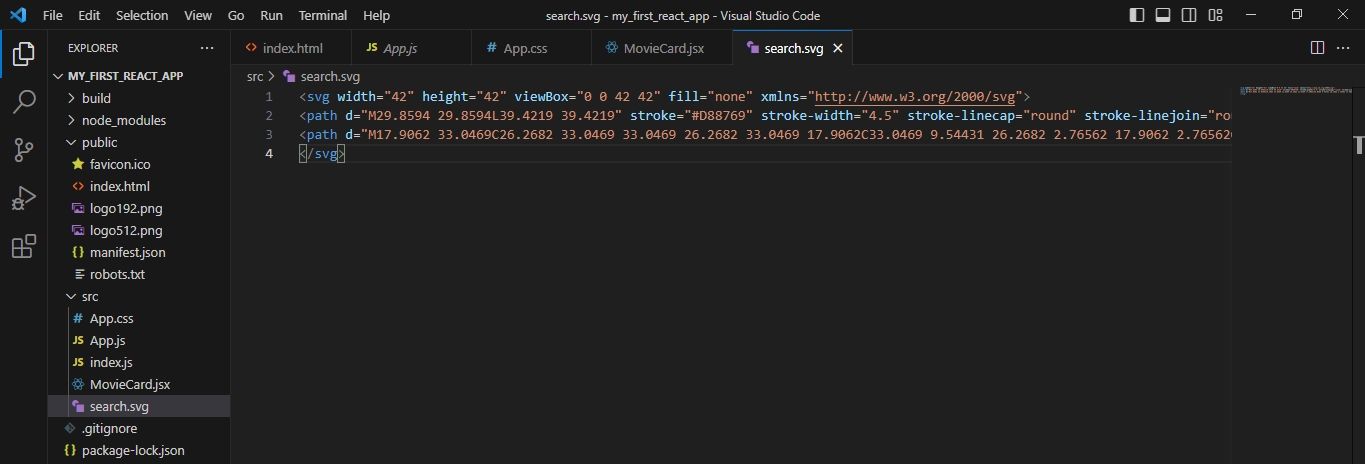 File Edit Selection View Go Run Terminal Help search.svg - my_first_react_app - Visual Studio Code
EXPLORER
MY_FIRST_REACT_APP
build
node_modules
public
favicon.ico
index.html
logo192.png
logo512.png
manifest.json
robots.txt
src
# App.css
JS App.js
JS index.js
MovieCard.jsx
search.svg
.gitignore
{} package-lock.json
<> index.html JS App.js # App.css MovieCard.jsx search.svg
src > search.svg
1 <svg width="42" height="42" viewBox="0 0 42 42" fill="none" xmlns="http://www.w3.org/2000/svg">
2 <path d="M29.8594 29.8594L39.4219 39.4219" stroke="#D88769" stroke-width="4.5" stroke-linecap="round" stroke-linejoin="rou
3 <path d="M17.9062 33.0469C26.2682 33.0469 33.0469 26.2682 33.0469 17.9062C33.0469 9.54431 26.2682 2.76562 17.9062 2.76562
4 </svg>